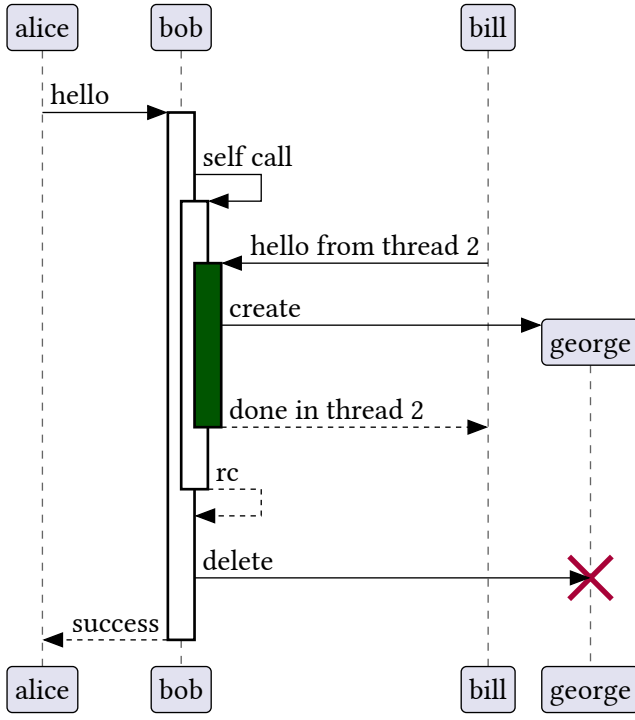 alice
bob
bill
hello
self call
hello from thread 2
create
george
done in thread 2
rc
delete
success
alice
bob
bill
george